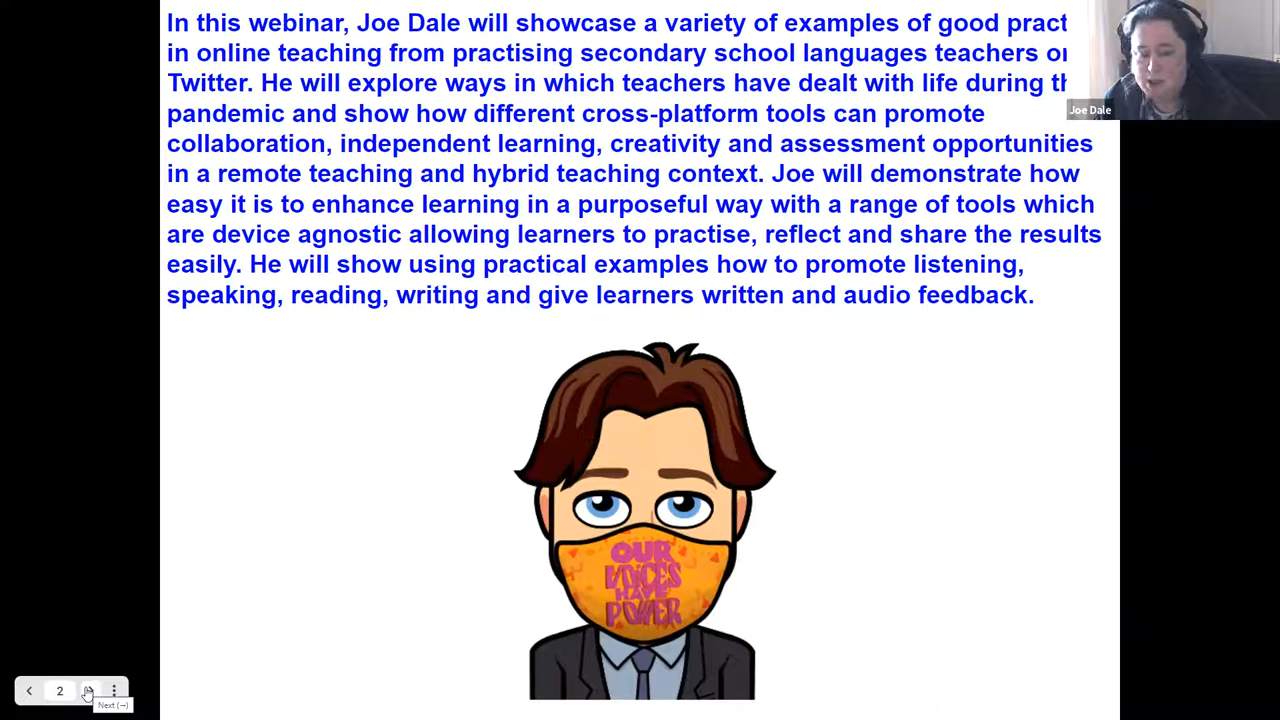 In this webinar, Joe Dale will showcase a variety of examples of good pract
in online teaching from practising secondary school languages teachers or
Twitter. He will explore ways in which teachers have dealt with life during th
pandemic and show how different cross-platform tools can promote
collaboration, independent learning, creativity and assessment opportunities
in a remote teaching and hybrid teaching context. Joe will demonstrate how
easy it is to enhance learning in a purposeful way with a range of tools which
are device agnostic allowing learners to practise, reflect and share the results
easily. He will show using practical examples how to promote listening,
speaking, reading, writing and give learners written and audio feedback.
Joe Dale
OUR
VOICES
HAVE
POWER
2
Next (→)